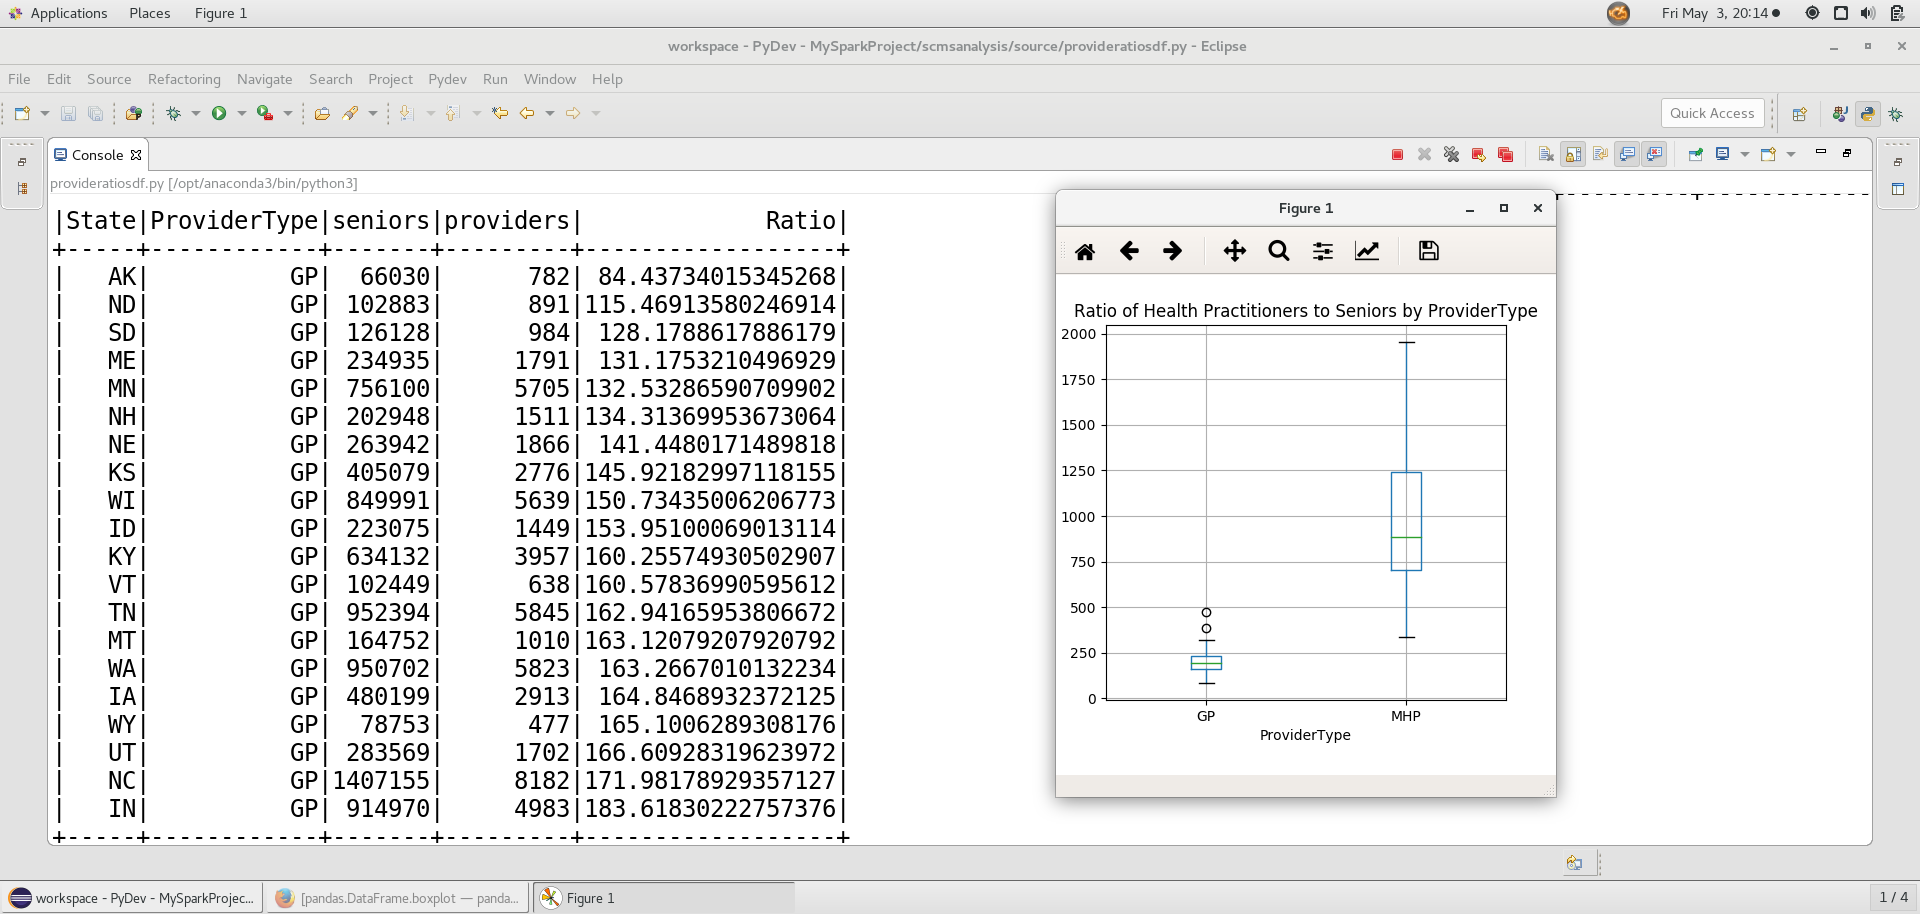 Applications Places Figure 1 Fri May 3, 20:14
workspace - PyDev - MySparkProject/scmsanalysis/source/provideratiosdf.py - Eclipse
File Edit Source Refactoring Navigate Search Project Pydev Run Window Help
Quick Access
Console
provideratiosdf.py [/opt/anaconda3/bin/python3]
|State|ProviderType|seniors|providers| Ratio|
+-----+------------+-------+---------+------------------+
| AK| GP| 66030| 782| 84.43734015345268|
| ND| GP| 102883| 891|115.46913580246914|
| SD| GP| 126128| 984| 128.1788617886179|
| ME| GP| 234935| 1791| 131.1753210496929|
| MN| GP| 756100| 5705|132.53286590709902|
| NH| GP| 202948| 1511|134.31369953673064|
| NE| GP| 263942| 1866| 141.4480171489818|
| KS| GP| 405079| 2776|145.92182997118155|
| WI| GP| 849991| 5639|150.73435006206773|
| ID| GP| 223075| 1449|153.95100069013114|
| KY| GP| 634132| 3957|160.25574930502907|
| VT| GP| 102449| 638|160.57836990595612|
| TN| GP| 952394| 5845|162.94165953806672|
| MT| GP| 164752| 1010|163.12079207920792|
| WA| GP| 950702| 5823| 163.2667010132234|
| IA| GP| 480199| 2913| 164.8468932372125|
| WY| GP| 78753| 477| 165.1006289308176|
| UT| GP| 283569| 1702|166.60928319623972|
| NC| GP|1407155| 8182|171.981788929357127|
| IN| GP| 914970| 4983|183.61830222757376|
+-----+------------+-------+---------+------------------+
Figure 1
Ratio of Health Practitioners to Seniors by ProviderType
2000
1750
1500
1250
1000
750
500
250
0
GP MHP
ProviderType
workspace - PyDev - MySparkProjec... [pandas.DataFrame.boxplot — panda... Figure 1 1 / 4